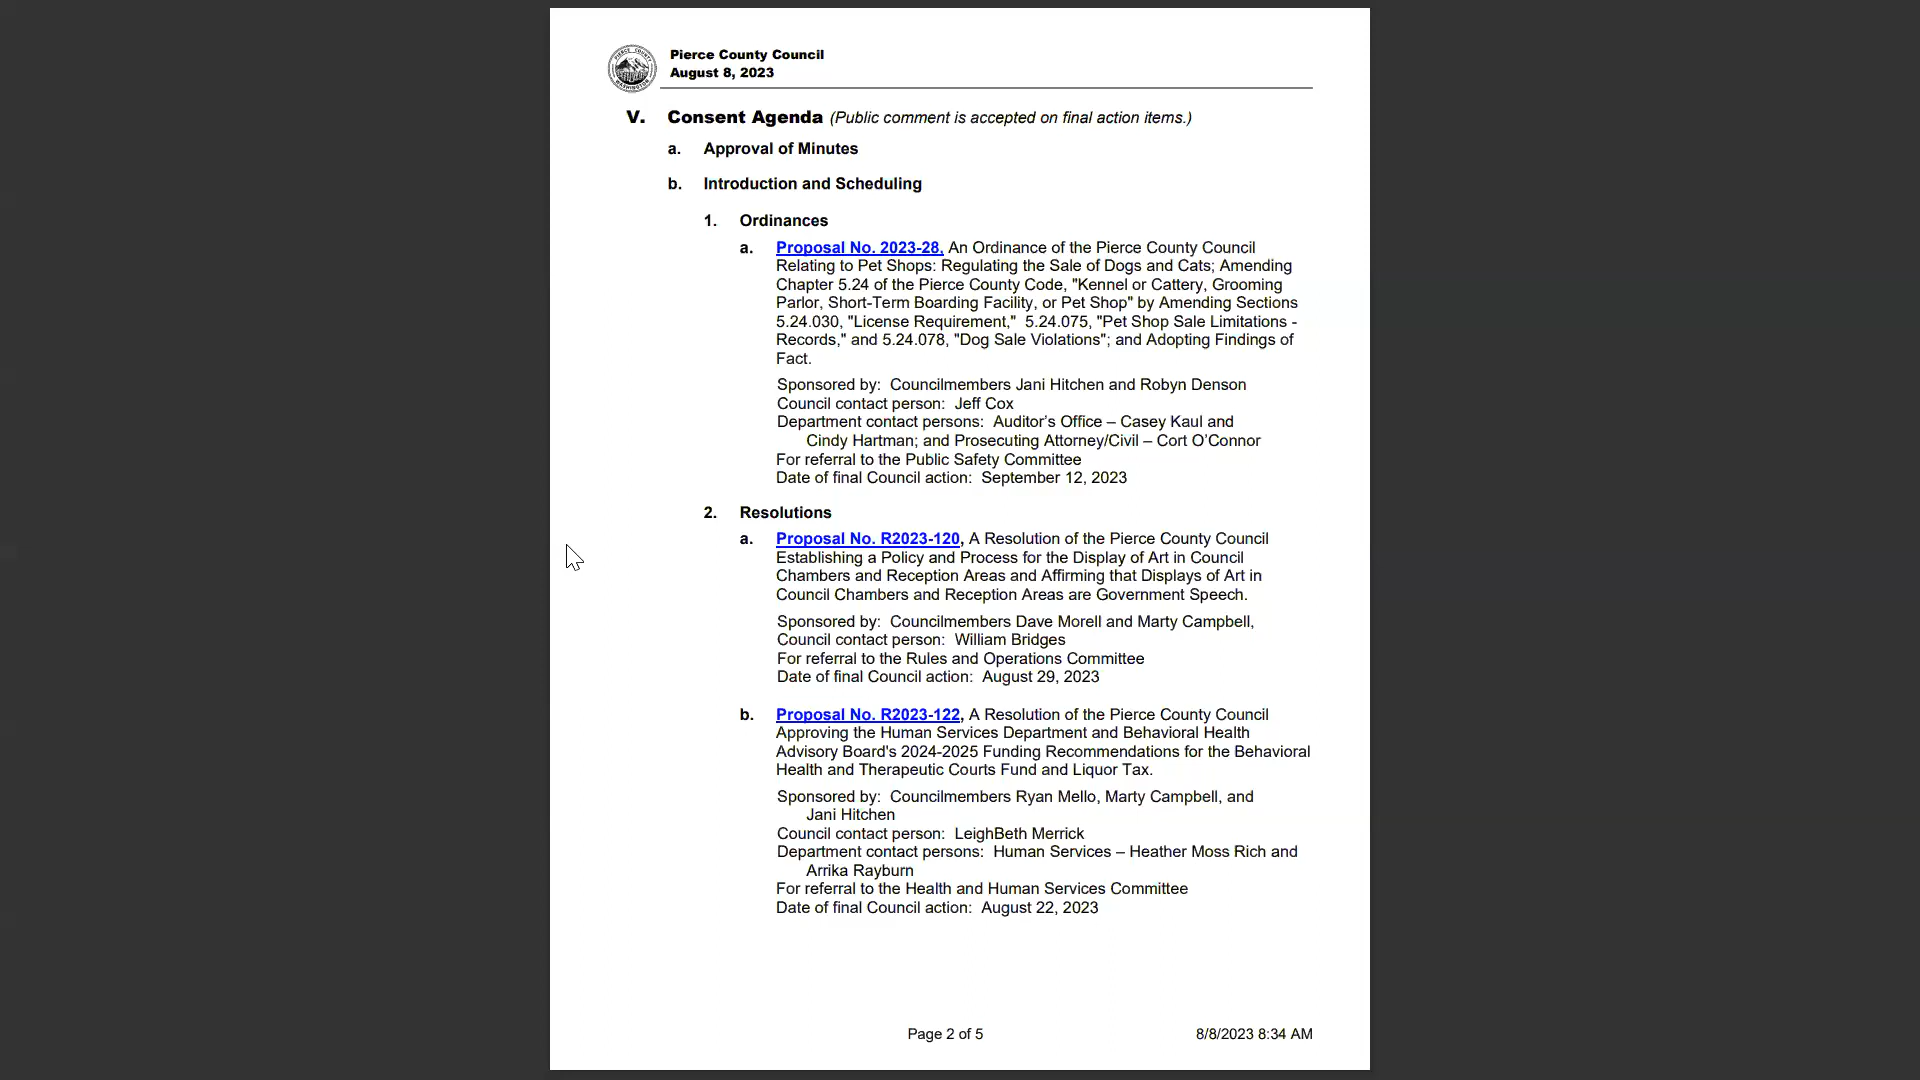 Pierce County Council
August 8, 2023
V. Consent Agenda (Public comment is accepted on final action items.)
a. Approval of Minutes
b. Introduction and Scheduling
1. Ordinances
a. Proposal No. 2023-28, An Ordinance of the Pierce County Council
Relating to Pet Shops: Regulating the Sale of Dogs and Cats; Amending
Chapter 5.24 of the Pierce County Code, "Kennel or Cattery, Grooming
Parlor, Short-Term Boarding Facility, or Pet Shop" by Amending Sections
5.24.030, "License Requirement," 5.24.075, "Pet Shop Sale Limitations -
Records," and 5.24.078, "Dog Sale Violations"; and Adopting Findings of
Fact.
Sponsored by: Councilmembers Jani Hitchen and Robyn Denson
Council contact person: Jeff Cox
Department contact persons: Auditor’s Office – Casey Kaul and
Cindy Hartman; and Prosecuting Attorney/Civil – Cort O’Connor
For referral to the Public Safety Committee
Date of final Council action: September 12, 2023
2. Resolutions
a. Proposal No. R2023-120, A Resolution of the Pierce County Council
Establishing a Policy and Process for the Display of Art in Council
Chambers and Reception Areas and Affirming that Displays of Art in
Council Chambers and Reception Areas are Government Speech.
Sponsored by: Councilmembers Dave Morell and Marty Campbell,
Council contact person: William Bridges
For referral to the Rules and Operations Committee
Date of final Council action: August 29, 2023
b. Proposal No. R2023-122, A Resolution of the Pierce County Council
Approving the Human Services Department and Behavioral Health
Advisory Board's 2024-2025 Funding Recommendations for the Behavioral
Health and Therapeutic Courts Fund and Liquor Tax.
Sponsored by: Councilmembers Ryan Mello, Marty Campbell, and
Jani Hitchen
Council contact person: LeighBeth Merrick
Department contact persons: Human Services – Heather Moss Rich and
Arrika Rayburn
For referral to the Health and Human Services Committee
Date of final Council action: August 22, 2023
Page 2 of 5
8/8/2023 8:34 AM